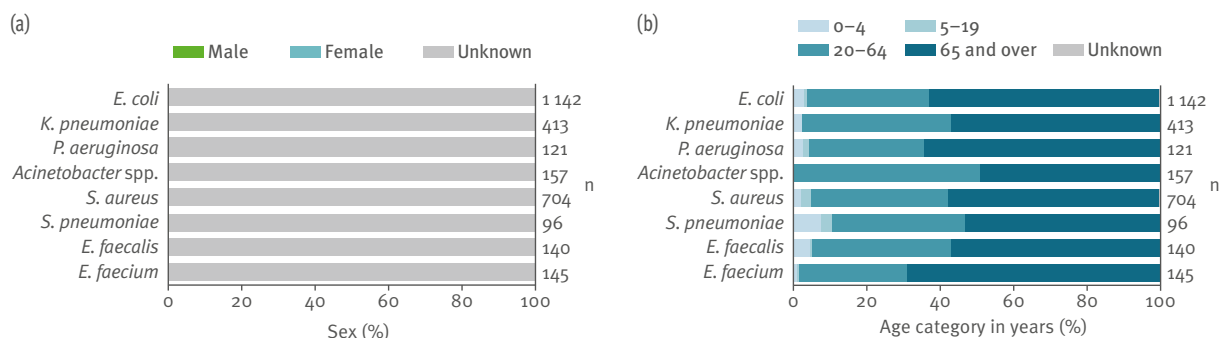 (a)
Male Female Unknown
E. coli 1 142
K. pneumoniae 413
P. aeruginosa 121
Acinetobacter spp. 157
n
S. aureus 704
S. pneumoniae 96
E. faecalis 140
E. faecium 145
0 20 40 60 80 100
Sex (%)
(b)
0–4 5–19
20–64 65 and over Unknown
E. coli 1 142
K. pneumoniae 413
P. aeruginosa 121
Acinetobacter spp. 157
n
S. aureus 704
S. pneumoniae 96
E. faecalis 140
E. faecium 145
0 20 40 60 80 100
Age category in years (%)